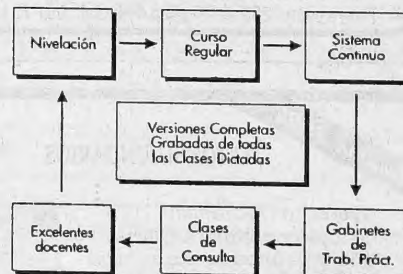 Nivelación
Curso
Regular
Sistema
Continuo
Versiones Completas
Grabadas de todas
las Clases Dictadas
Excelentes
docentes
Clases
de
Consulta
Gabinetes
de
Trab. Práct.